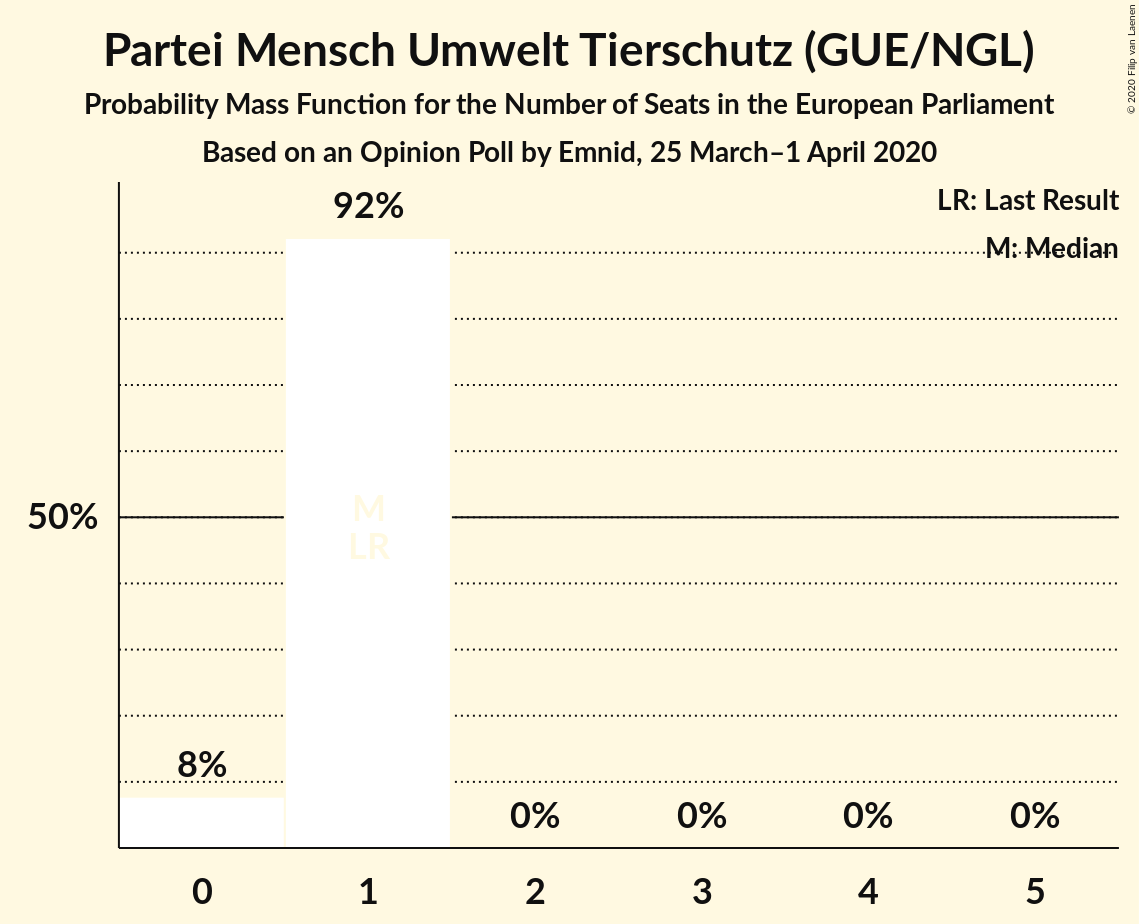 Partei Mensch Umwelt Tierschutz (GUE/NGL)
Probability Mass Function for the Number of Seats in the European Parliament
Based on an Opinion Poll by Emnid, 25 March–1 April 2020
© 2020 Filip van Laenen
LR: Last Result
M: Median
92%
50%
M
LR
8%
0%
0%
0%
0%
0
1
2
3
4
5